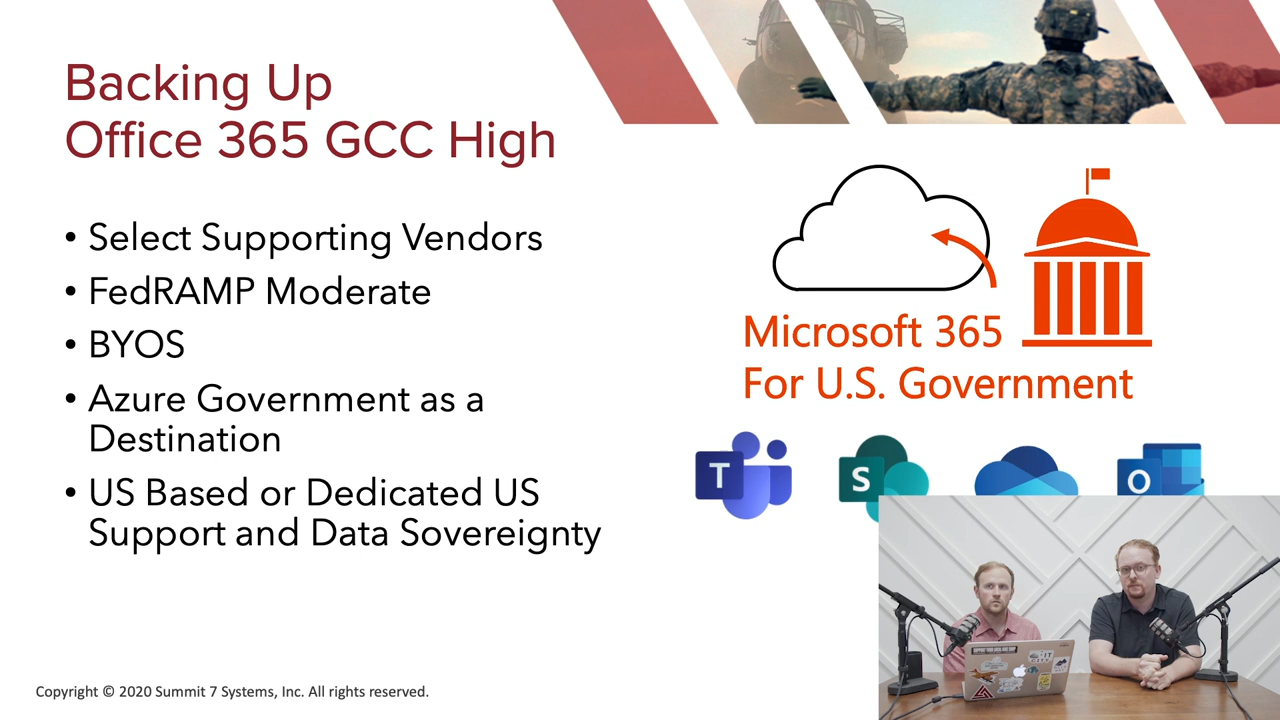 Backing Up
Office 365 GCC High
• Select Supporting Vendors
• FedRAMP Moderate
• BYOS
• Azure Government as a
Destination
• US Based or Dedicated US
Support and Data Sovereignty
Microsoft 365
For U.S. Government
T
S
O
Copyright © 2020 Summit 7 Systems, Inc. All rights reserved.